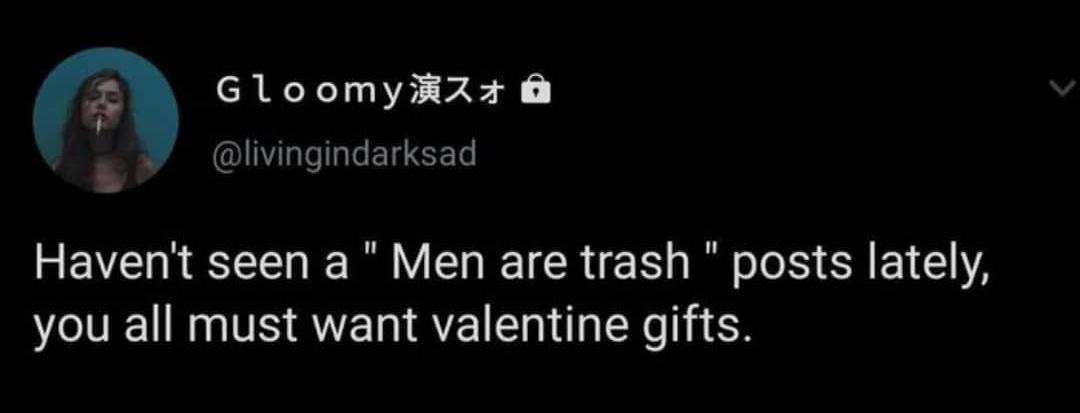 Gloomy演スォ
@livingindarksad
Haven't seen a " Men are trash " posts lately,
you all must want valentine gifts.